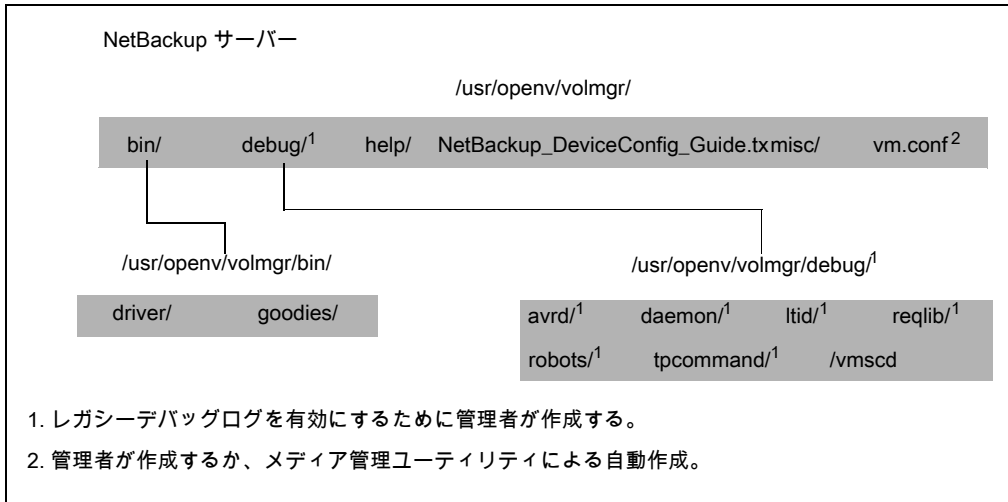 NetBackup サーバー
/usr/openv/volmgr/
bin/ debug/1 help/ NetBackup_DeviceConfig_Guide.txmisc/ vm.conf 2
/usr/openv/volmgr/bin/ /usr/openv/volmgr/debug/1
driver/ goodies/ avrd/1 daemon/1 ltid/1 reqlib/1
robots/1 tpcommand/1 /vmscd
1. レガシーデバッグログを有効にするために管理者が作成する。
2. 管理者が作成するか、メディア管理ユーティリティによる自動作成。